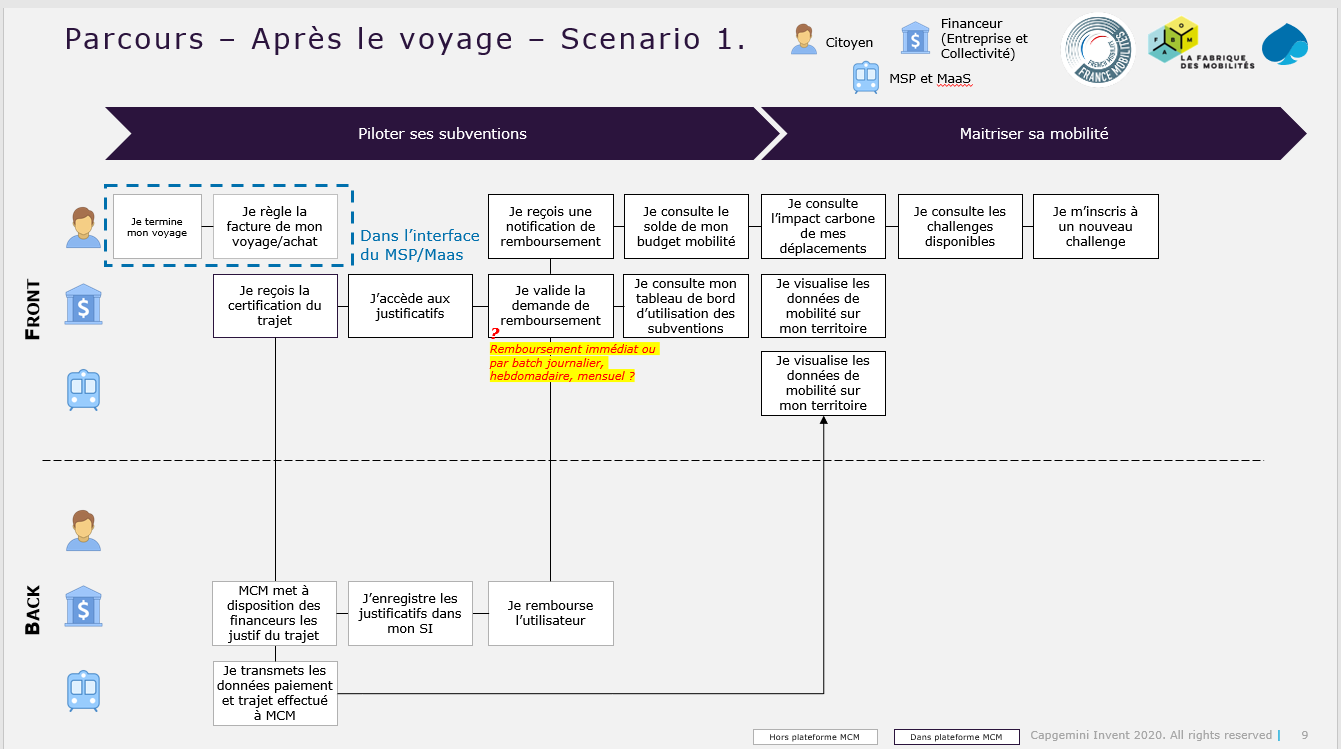 Parcours – Après le voyage – Scenario 1.
Citoyen
Financeur
(Entreprise et
Collectivité)
MSP et MaaS
FRANCE MOBILITÉS
FRENCH MOBILITY
FABM
LA FABRIQUE
DES MOBILITÉS
Piloter ses subventions
Maitriser sa mobilité
FRONT
Je termine
mon voyage
Je règle la
facture de mon
voyage/achat
Dans l’interface
du MSP/Maas
Je reçois une
notification de
remboursement
Je consulte le
solde de mon
budget mobilité
Je consulte
l’impact carbone
de mes
déplacements
Je consulte les
challenges
disponibles
Je m’inscris à
un nouveau
challenge
$
Je reçois la
certification du
trajet
J’accède aux
justificatifs
Je valide la
demande de
remboursement
?
Remboursement immédiat ou
par batch journalier,
hebdomadaire, mensuel ?
Je consulte mon
tableau de bord
d’utilisation des
subventions
Je visualise les
données de
mobilité sur
mon territoire
Je visualise les
données de
mobilité sur
mon territoire
BACK
$
MCM met à
disposition des
financeurs les
justif du trajet
J’enregistre les
justificatifs dans
mon SI
Je rembourse
l’utilisateur
Je transmets les
données paiement
et trajet effectué
à MCM
Hors plateforme MCM
Dans plateforme MCM
Capgemini Invent 2020. All rights reserved |
9